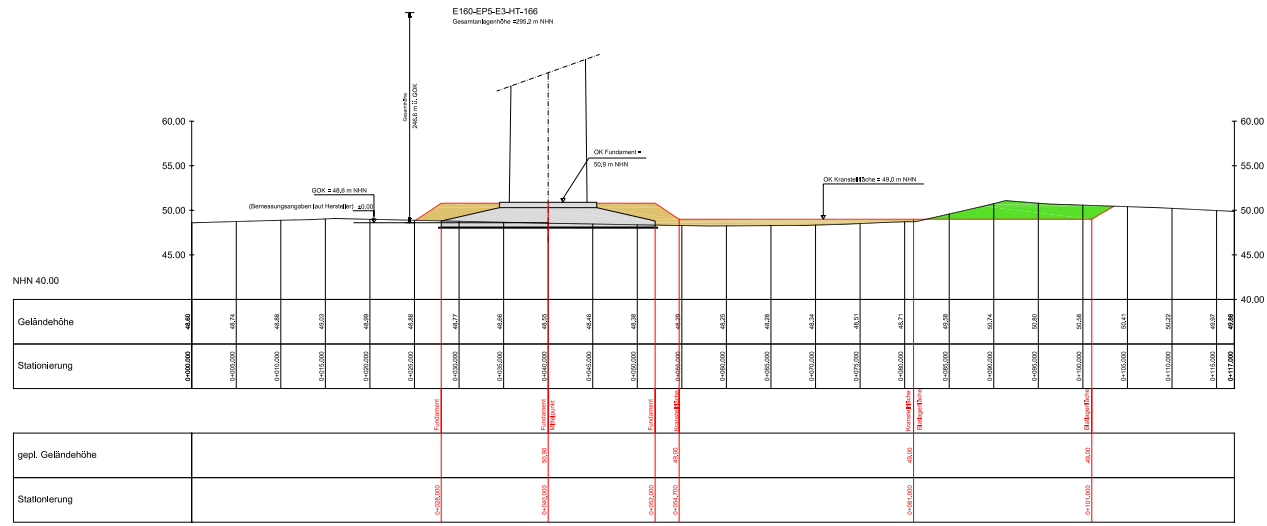 E160-EP5-E3-HT-166
Gesamtanlagenhöhe =295,2 m NHN
Gesamthöhe
246,6 m ü. GOK
60.00
60.00
55.00
55.00
50.00
50.00
45.00
45.00
40.00
OK Fundament =
50,9 m NHN
OK Kranstellfläche = 49,0 m NHN
GOK = 48,6 m NHN
(Bemessungsangaben laut Hersteller) ±0,00
NHN 40.00
Geländehöhe
48,60 48,74 48,88 49,03 48,99 48,88 48,77 48,66 48,55 48,46 48,38 48,29 48,25 48,28 48,34 48,51 48,71 49,58 50,74 50,80 50,58 50,41 50,22 49,97 49,88
Stationierung
0+000,000 0+005,000 0+010,000 0+015,000 0+020,000 0+025,000 0+030,000 0+035,000 0+040,000 0+045,000 0+050,000 0+055,000 0+060,000 0+065,000 0+070,000 0+075,000 0+080,000 0+085,000 0+090,000 0+095,000 0+100,000 0+105,000 0+110,000 0+115,000 0+117,000
Fundament
Fundament
Mittelpunkt
Fundament
Kranstellfläche
Kranstellfläche
Blattlagerfläche
Blattlagerfläche
gepl. Geländehöhe
50,90 49,00 49,00 49,00
Stationierung
0+028,000 0+040,000 0+052,000 0+054,700 0+081,000 0+101,000